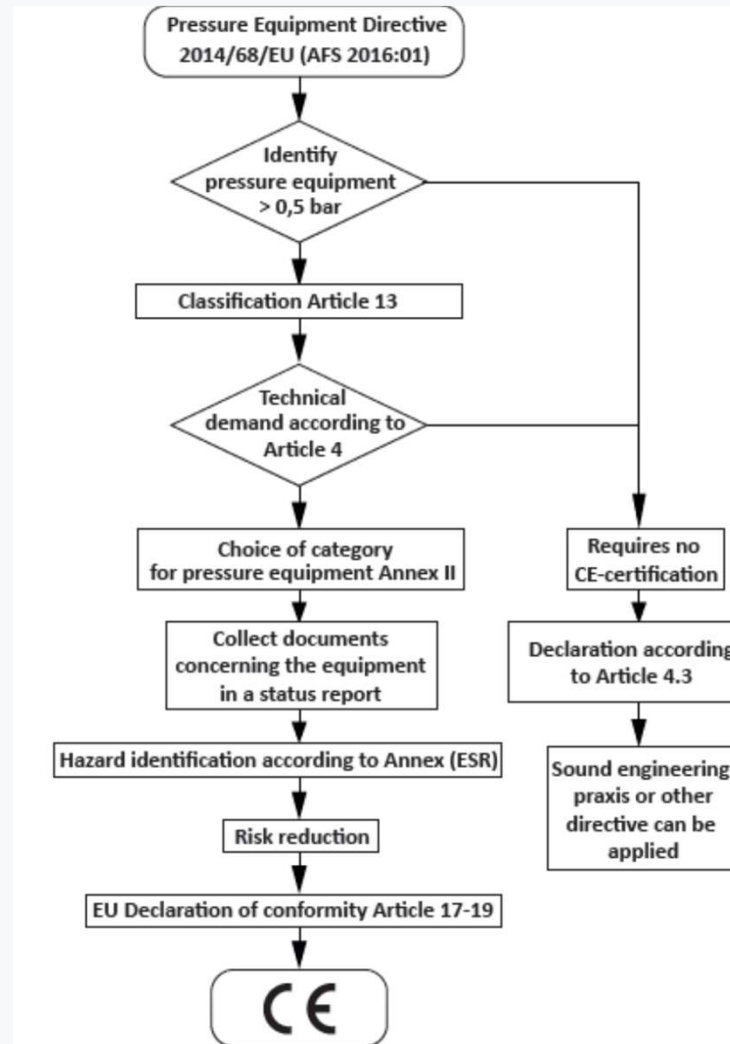 Pressure Equipment Directive
2014/68/EU (AFS 2016:01)
Identify
pressure equipment
> 0,5 bar
Classification Article 13
Technical
demand according to
Article 4
Choice of category
for pressure equipment Annex II
Requires no
CE-certification
Collect documents
concerning the equipment
in a status report
Declaration according
to Article 4.3
Hazard identification according to Annex (ESR)
Sound engineering
praxis or other
directive can be
applied
Risk reduction
EU Declaration of conformity Article 17-19
CE